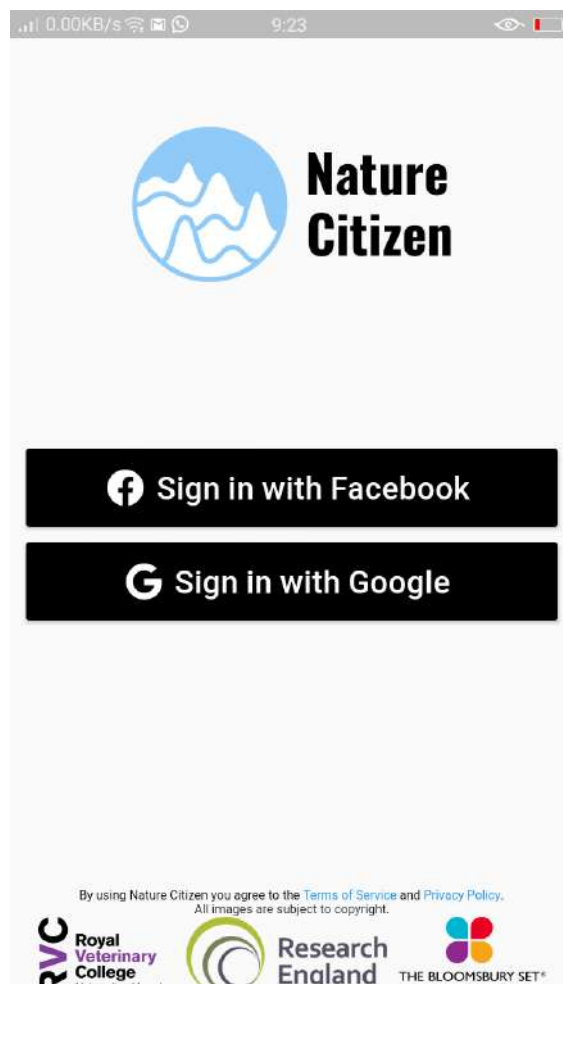 0.00KB/s 9:23
Nature
Citizen
Sign in with Facebook
Sign in with Google
By using Nature Citizen you agree to the Terms of Service and Privacy Policy.
All images are subject to copyright.
RVC
Royal
Veterinary
College
Research
England
THE BLOOMSBURY SET®